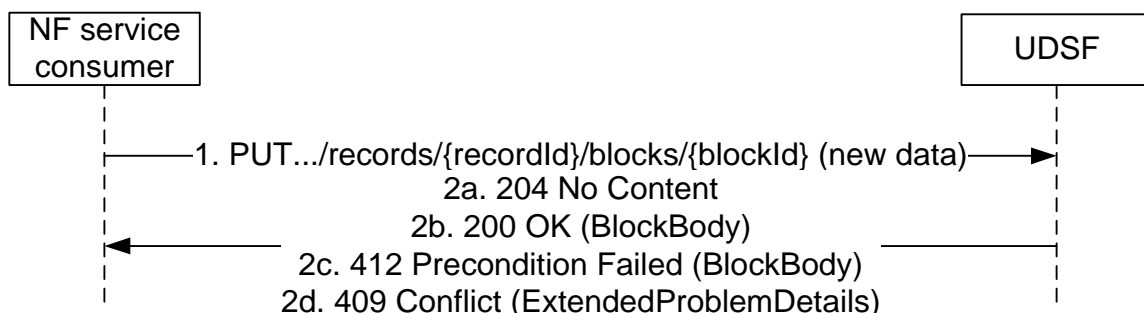 NF service
consumer
UDSF
1. PUT.../records/{recordId}/blocks/{blockId} (new data)
2a. 204 No Content
2b. 200 OK (BlockBody)
2c. 412 Precondition Failed (BlockBody)
2d. 409 Conflict (ExtendedProblemDetails)